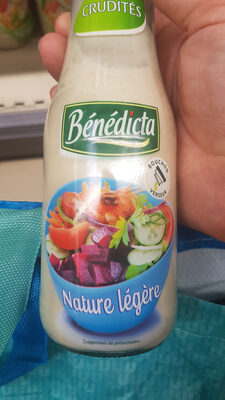 CRUDITÉS
Bénédicta
BOUCHON
VERSEUR
Nature légère
Suggestion de présentation